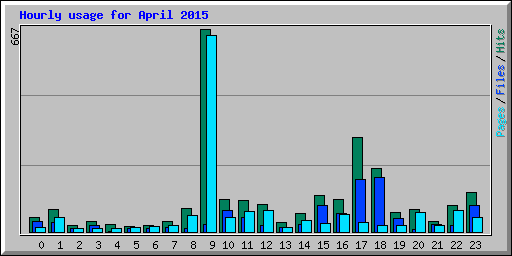 Hourly usage for April 2015
667
Pages/Files/Hits
0 1 2 3 4 5 6 7 8 9 10 11 12 13 14 15 16 17 18 19 20 21 22 23